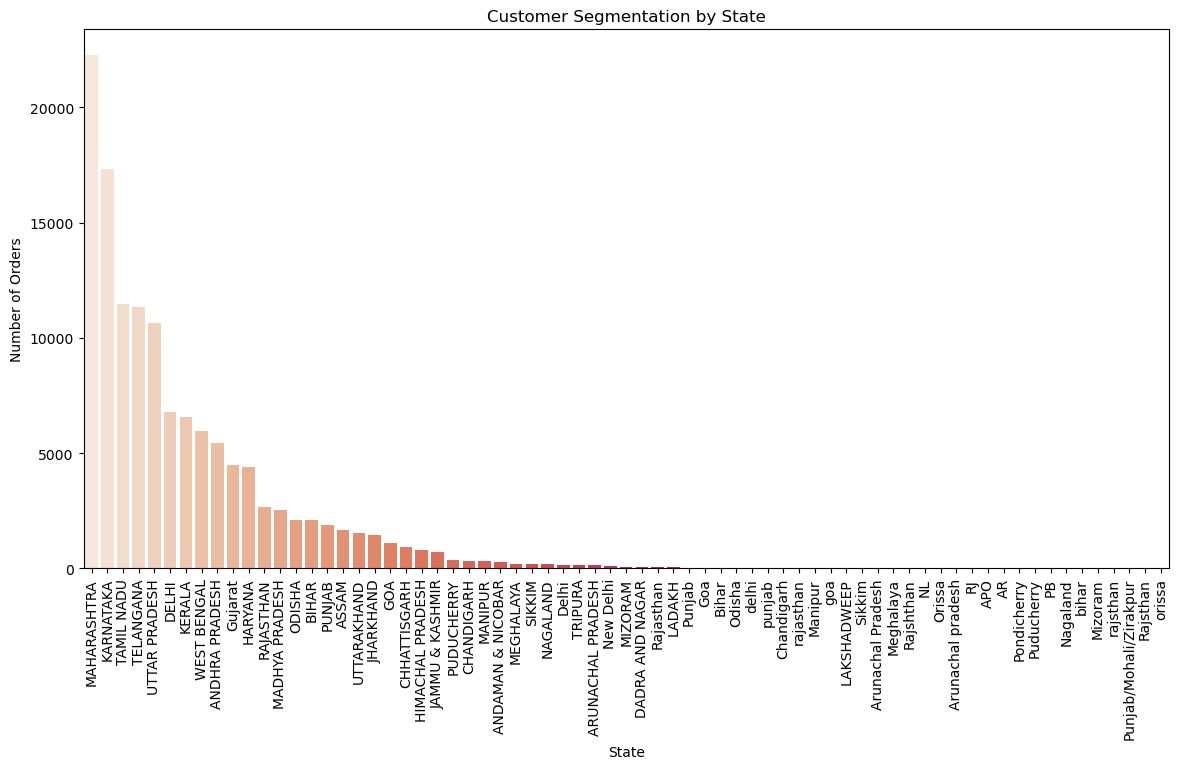 Customer Segmentation by State
Number of Orders
20000
15000
10000
5000
0
MAHARASHTRA
KARNATAKA
TAMIL NADU
TELANGANA
UTTAR PRADESH
DELHI
KERALA
WEST BENGAL
ANDHRA PRADESH
Gujarat
HARYANA
RAJASTHAN
MADHYA PRADESH
ODISHA
BIHAR
PUNJAB
ASSAM
UTTARAKHAND
JHARKHAND
GOA
CHHATTISGARH
HIMACHAL PRADESH
JAMMU & KASHMIR
PUDUCHERRY
CHANDIGARH
MANIPUR
ANDAMAN & NICOBAR
MEGHALAYA
SIKKIM
NAGALAND
Delhi
TRIPURA
ARUNACHAL PRADESH
New Delhi
MIZORAM
DADRA AND NAGAR
Rajasthan
LADAKH
Punjab
Goa
Bihar
Odisha
delhi
punjab
Chandigarh
rajasthan
Manipur
goa
LAKSHADWEEP
Sikkim
Arunachal Pradesh
Meghalaya
Rajshthan
NL
Orissa
Arunachal pradesh
RJ
APO
AR
Pondicherry
Puducherry
PB
Nagaland
bihar
Mizoram
rajsthan
Punjab/Mohali/Zirakpur
Rajsthan
orissa
State